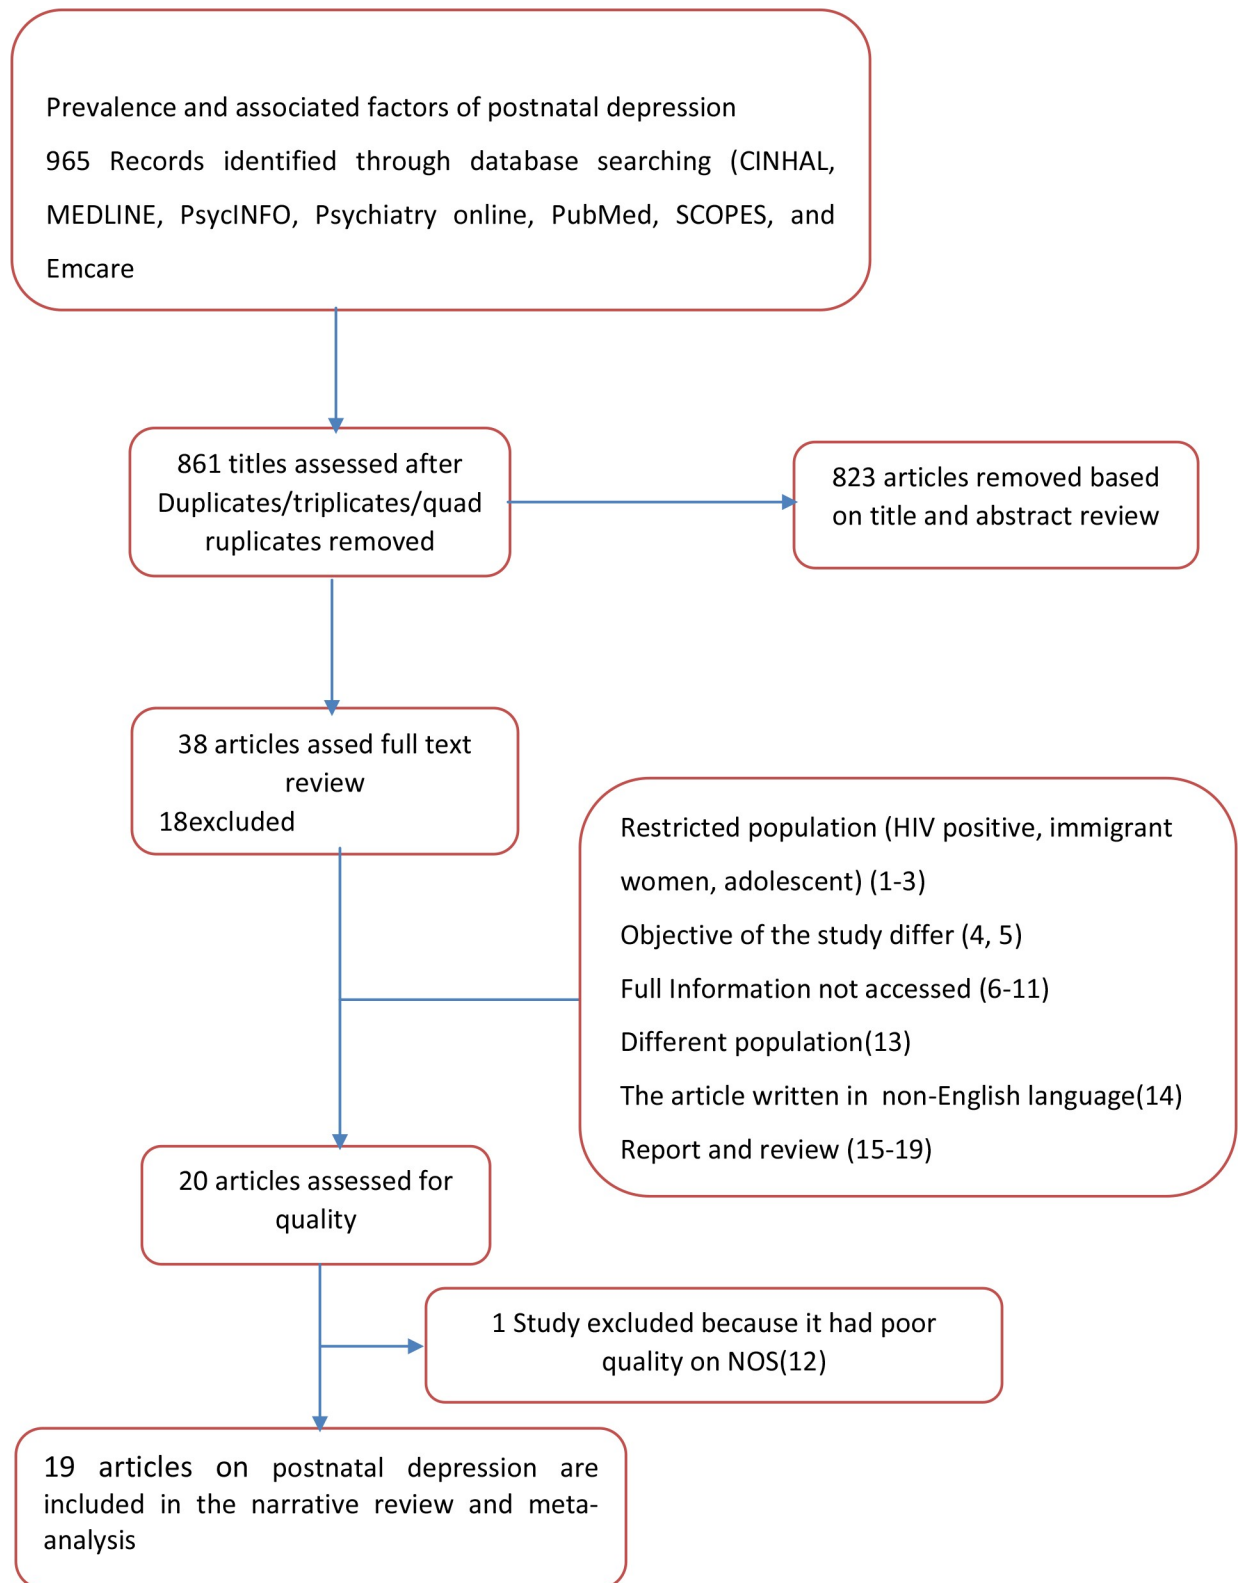 Prevalence and associated factors of postnatal depression
965 Records identified through database searching (CINHAL,
MEDLINE, PsycINFO, Psychiatry online, PubMed, SCOPES, and
Emcare
861 titles assessed after
Duplicates/triplicates/quad
ruplicates removed
823 articles removed based
on title and abstract review
38 articles assed full text
review
18excluded
Restricted population (HIV positive, immigrant
women, adolescent) (1-3)
Objective of the study differ (4, 5)
Full Information not accessed (6-11)
Different population(13)
The article written in non-English language(14)
Report and review (15-19)
20 articles assessed for
quality
1 Study excluded because it had poor
quality on NOS(12)
19 articles on postnatal depression are
included in the narrative review and meta-
analysis